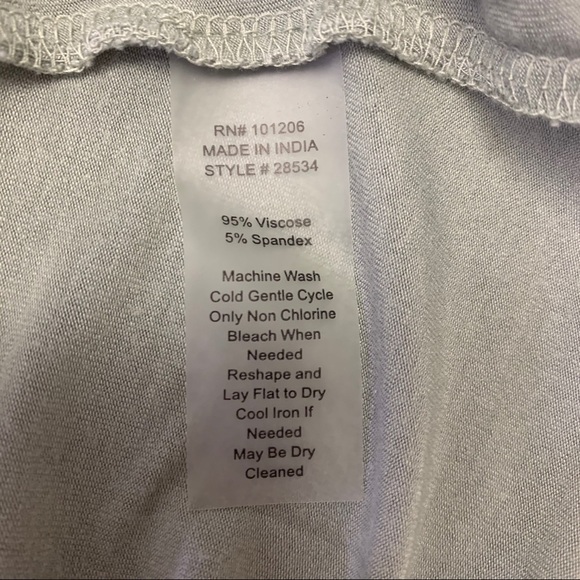 RN# 101206
MADE IN INDIA
STYLE # 28534
95% Viscose
5% Spandex
Machine Wash
Cold Gentle Cycle
Only Non Chlorine
Bleach When
Needed
Reshape and
Lay Flat to Dry
Cool Iron If
Needed
May Be Dry
Cleaned